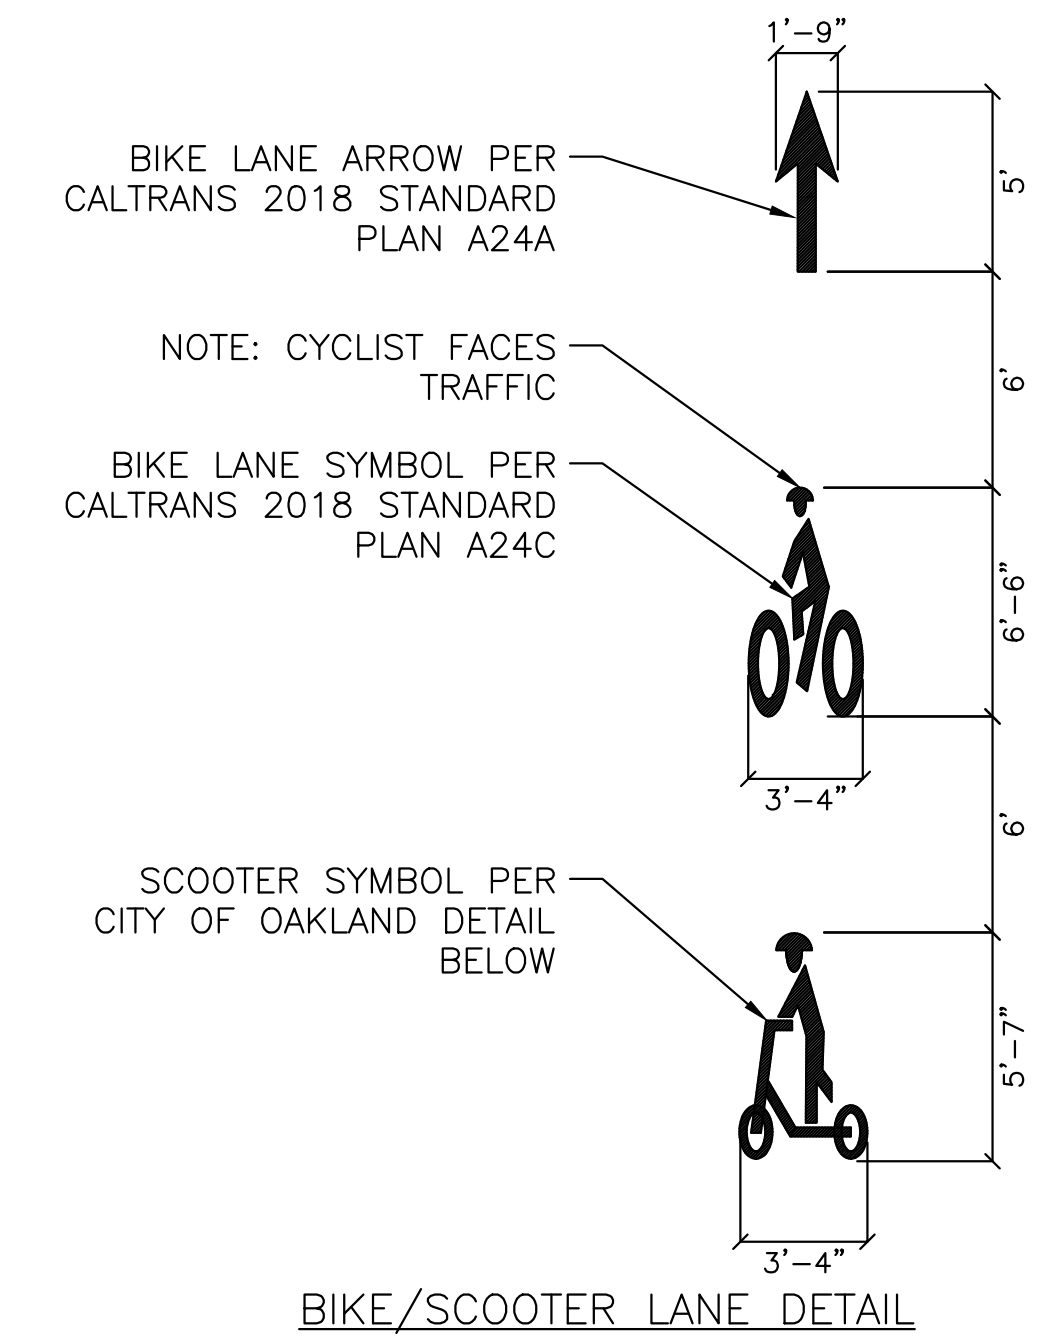 1'-9"
BIKE LANE ARROW PER
CALTRANS 2018 STANDARD
PLAN A24A
5'
NOTE: CYCLIST FACES
TRAFFIC
6'
BIKE LANE SYMBOL PER
CALTRANS 2018 STANDARD
PLAN A24C
6'-6"
3'-4"
6'
SCOOTER SYMBOL PER
CITY OF OAKLAND DETAIL
BELOW
5'-7"
3'-4"
BIKE/SCOOTER LANE DETAIL